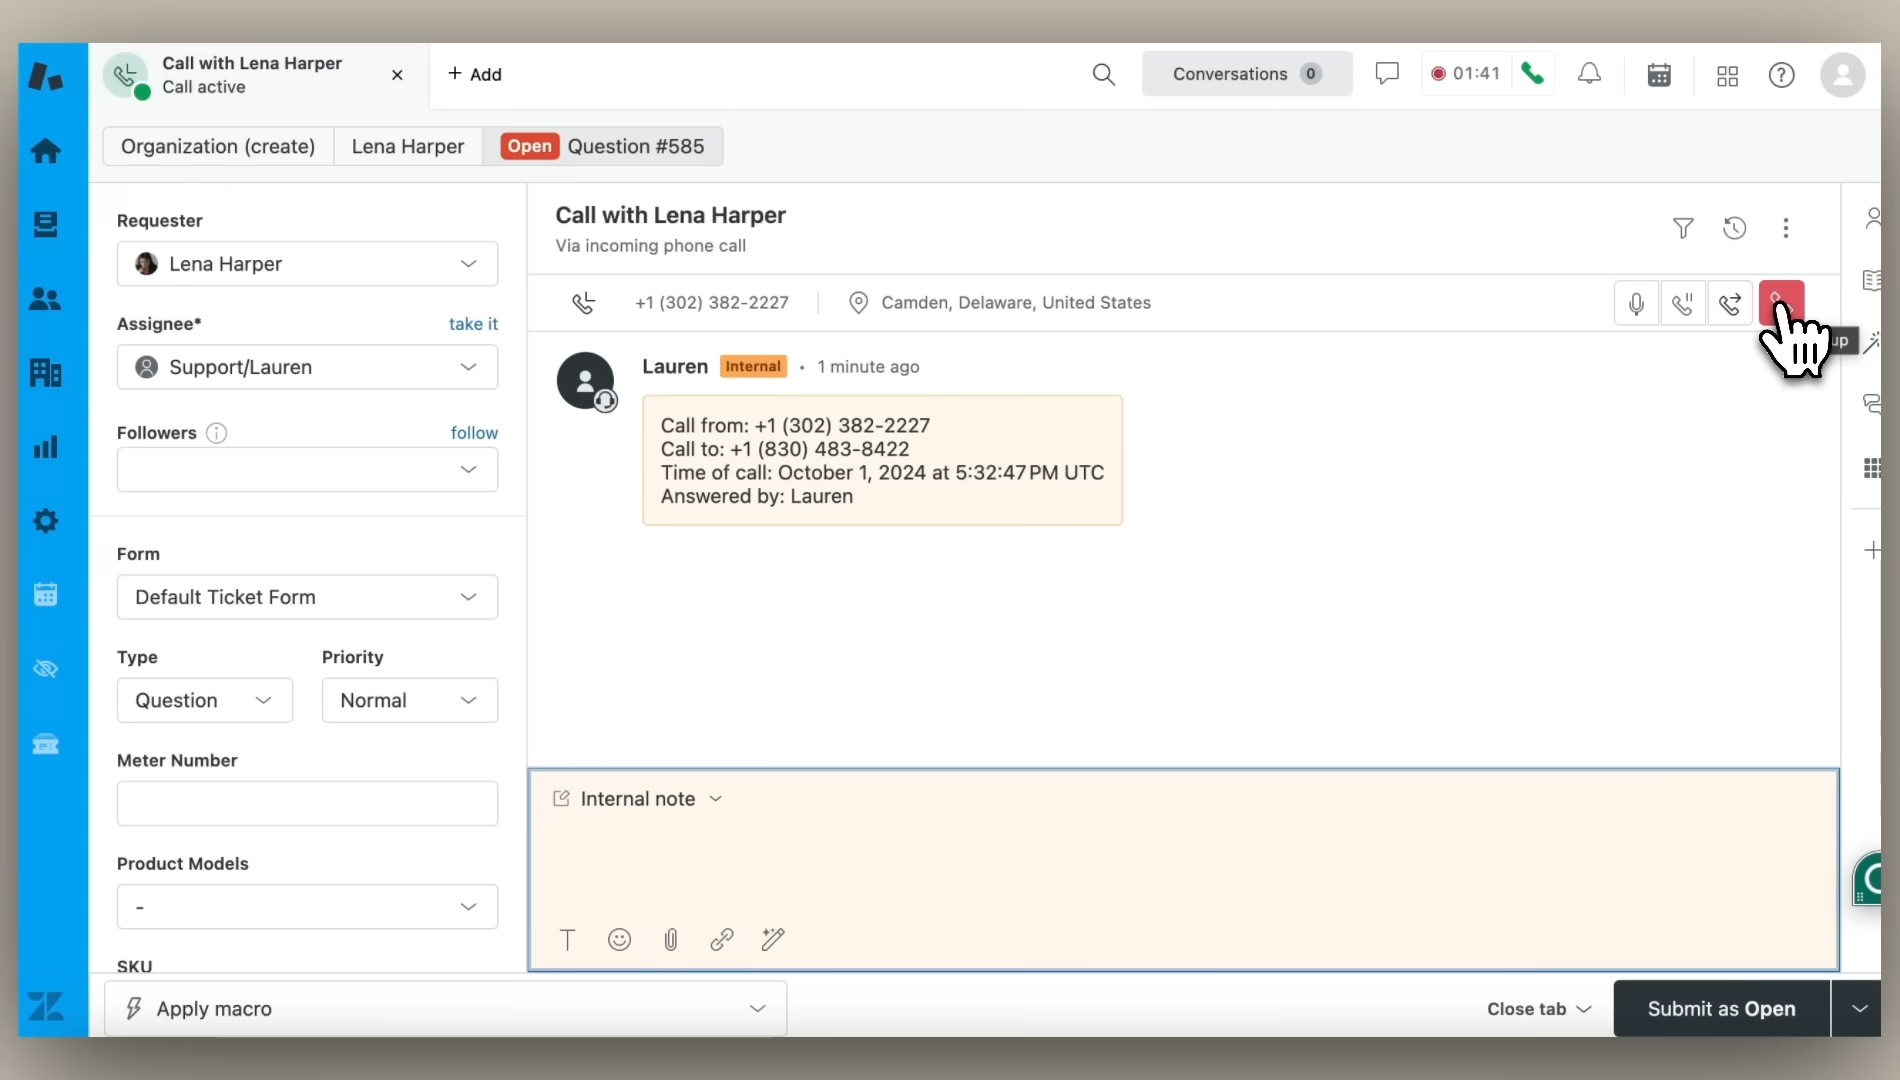 Call with Lena Harper
Call active
+ Add
Conversations 0
01:41
Organization (create)
Lena Harper
Open Question #585
Requester
Lena Harper
Assignee*
take it
Support/Lauren
Followers
follow
Form
Default Ticket Form
Type
Priority
Question
Normal
Meter Number
Product Models
-
SKU
Call with Lena Harper
Via incoming phone call
+1 (302) 382-2227
Camden, Delaware, United States
up
Lauren Internal • 1 minute ago
Call from: +1 (302) 382-2227
Call to: +1 (830) 483-8422
Time of call: October 1, 2024 at 5:32:47 PM UTC
Answered by: Lauren
Internal note
Apply macro
Close tab
Submit as Open